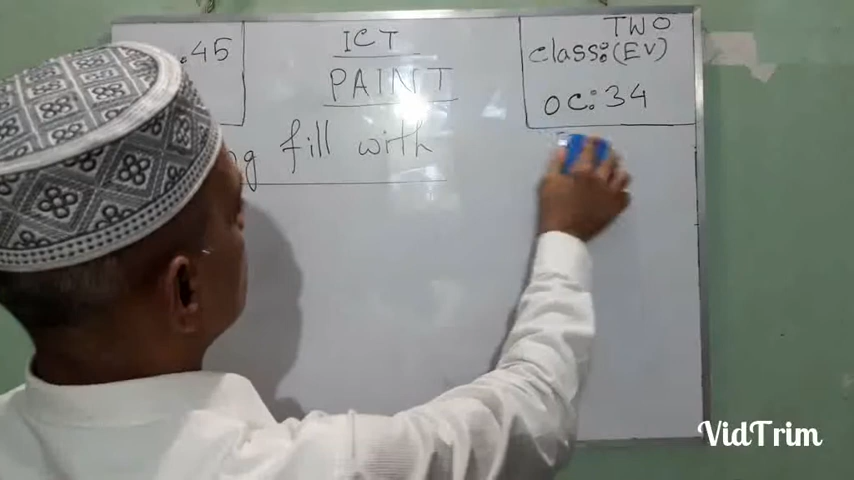 .45
ICT
PAINT
g fill with
TWO
class:(EV)
oc:34
VidTrim